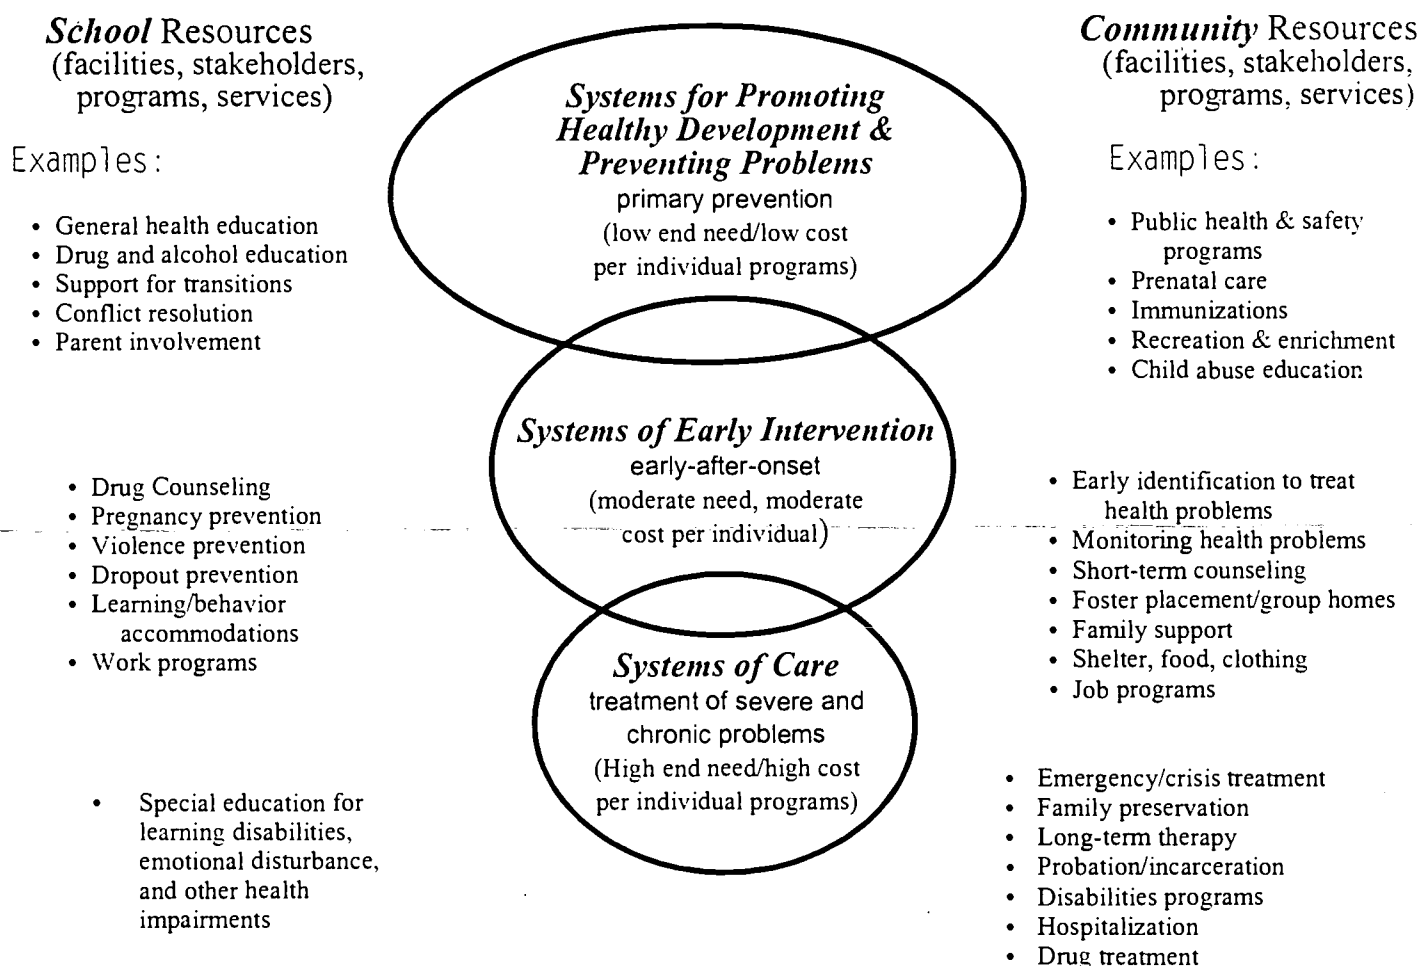 School Resources
(facilities, stakeholders,
programs, services)
Examples:
• General health education
• Drug and alcohol education
• Support for transitions
• Conflict resolution
• Parent involvement
• Drug Counseling
• Pregnancy prevention
• Violence prevention
• Dropout prevention
• Learning/behavior
accommodations
• Work programs
• Special education for
learning disabilities,
emotional disturbance,
and other health
impairments
Systems for Promoting
Healthy Development &
Preventing Problems
primary prevention
(low end need/low cost
per individual programs)
Systems of Early Intervention
early-after-onset
(moderate need, moderate
cost per individual)
Systems of Care
treatment of severe and
chronic problems
(High end need/high cost
per individual programs)
Community Resources
(facilities, stakeholders,
programs, services)
Examples:
• Public health & safety
programs
• Prenatal care
• Immunizations
• Recreation & enrichment
• Child abuse education
• Early identification to treat
health problems
• Monitoring health problems
• Short-term counseling
• Foster placement/group homes
• Family support
• Shelter, food, clothing
• Job programs
• Emergency/crisis treatment
• Family preservation
• Long-term therapy
• Probation/incarceration
• Disabilities programs
• Hospitalization
• Drug treatment